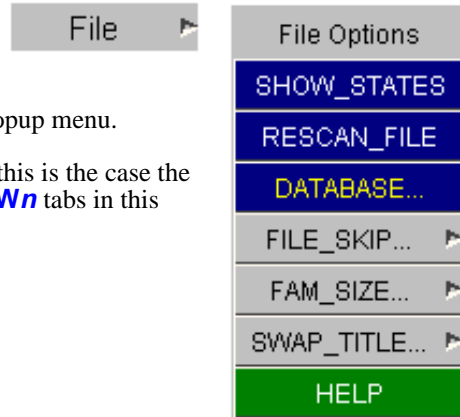 File
opup menu.
this is the case the
Wn tabs in this
File Options
SHOW_STATES
RESCAN_FILE
DATABASE...
FILE_SKIP...
FAM_SIZE...
SWAP_TITLE...
HELP